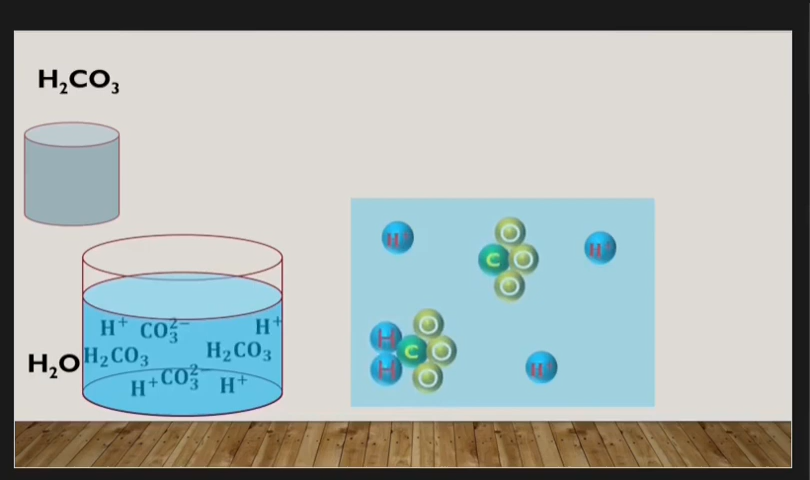 H₂CO₃
H⁺ CO₃²⁻ H⁺
H₂O H₂CO₃ H₂CO₃
H⁺ CO₃²⁻ H⁺
H⁺ O H⁺
C O
O
H O
C O
H O H⁺